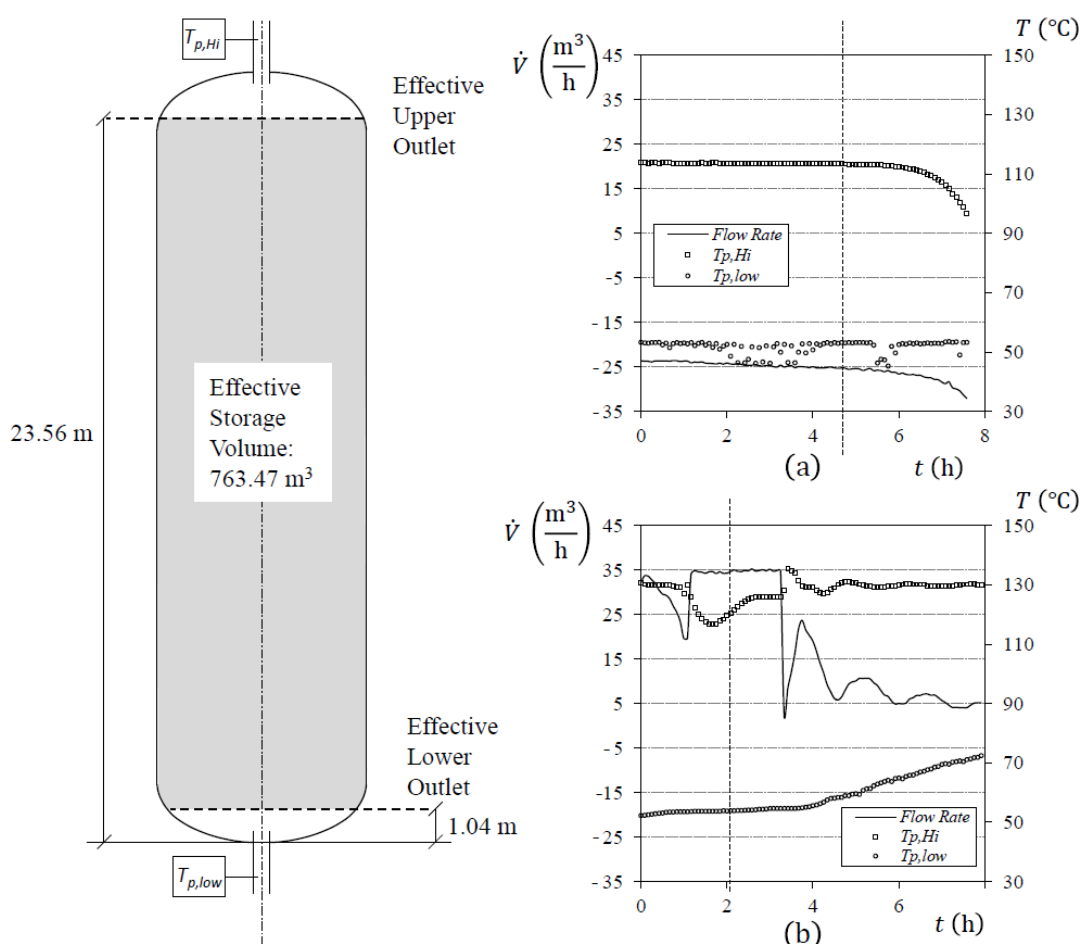 T_p,Hi
Effective
Upper
Outlet
23.56 m
Effective
Storage
Volume:
763.47 m³
Effective
Lower
Outlet
1.04 m
T_p,low
V̇ (m³/h)
T (°C)
45
35
25
15
5
-5
-15
-25
-35
150
130
110
90
70
50
30
Flow Rate
Tp,Hi
Tp,low
0
2
4
6
8
(a)
t (h)
V̇ (m³/h)
T (°C)
45
35
25
15
5
-5
-15
-25
-35
150
130
110
90
70
50
30
Flow Rate
Tp,Hi
Tp,low
0
2
4
6
8
(b)
t (h)